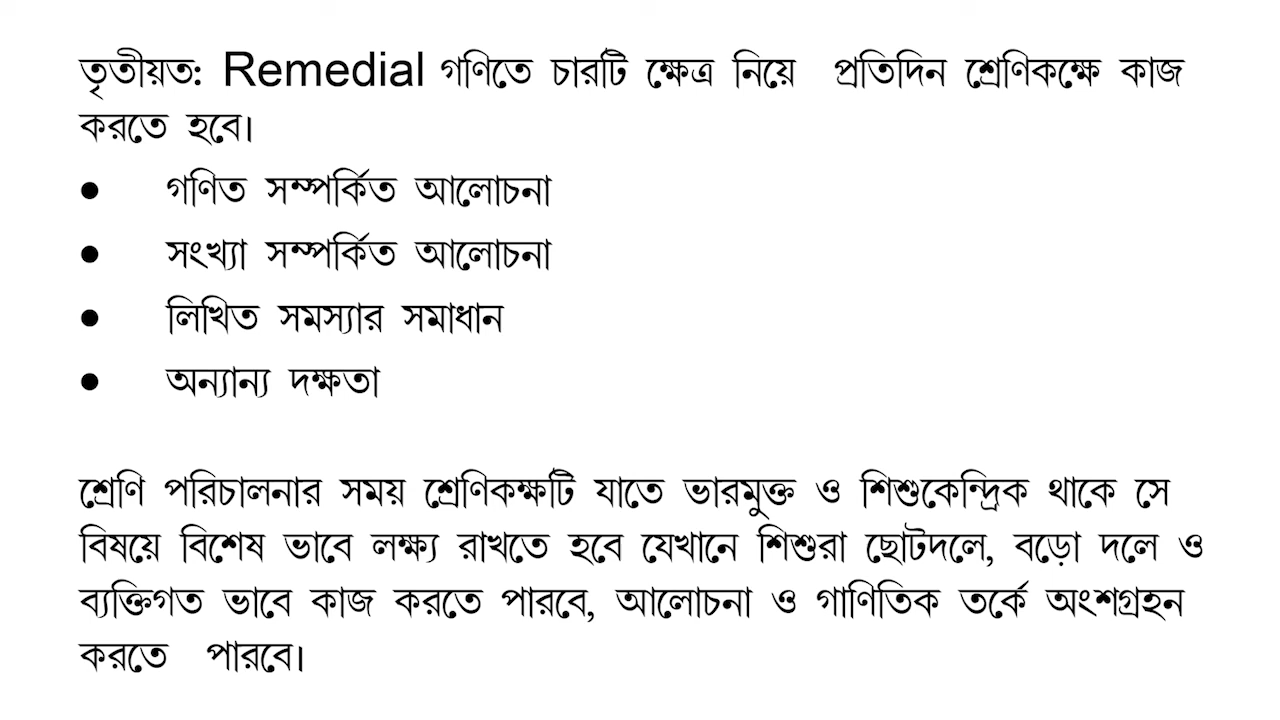 তৃতীয়ত: Remedial গণিতে চারটি ক্ষেত্র নিয়ে প্রতিদিন শ্রেণিকক্ষে কাজ
করতে হবে।
● গণিত সম্পর্কিত আলোচনা
● সংখ্যা সম্পর্কিত আলোচনা
● লিখিত সমস্যার সমাধান
● অন্যান্য দক্ষতা
শ্রেণি পরিচালনার সময় শ্রেণিকক্ষটি যাতে ভারমুক্ত ও শিশুকেন্দ্রিক থাকে সে
বিষয়ে বিশেষ ভাবে লক্ষ্য রাখতে হবে যেখানে শিশুরা ছোটদলে, বড়ো দলে ও
ব্যক্তিগত ভাবে কাজ করতে পারবে, আলোচনা ও গাণিতিক তর্কে অংশগ্রহন
করতে পারবে।